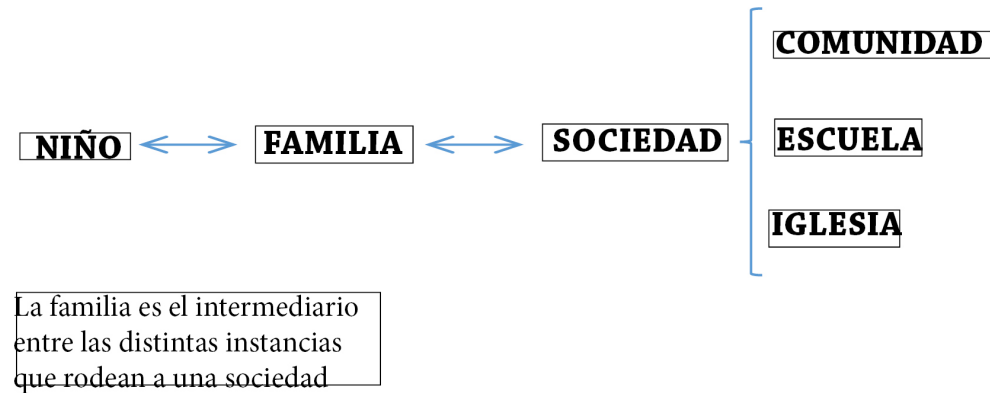 COMUNIDAD
NIÑO
FAMILIA
SOCIEDAD
ESCUELA
IGLESIA
La familia es el intermediario
entre las distintas instancias
que rodean a una sociedad